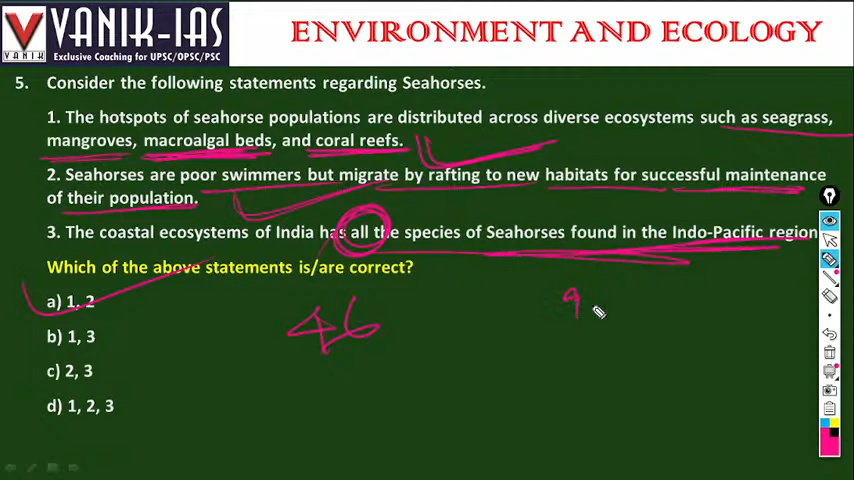 VANIK-IAS
VANIK
Exclusive Coaching for UPSC/OPSC/PSC
ENVIRONMENT AND ECOLOGY
5. Consider the following statements regarding Seahorses.
1. The hotspots of seahorse populations are distributed across diverse ecosystems such as seagrass,
mangroves, macroalgal beds, and coral reefs.
2. Seahorses are poor swimmers but migrate by rafting to new habitats for successful maintenance
of their population.
3. The coastal ecosystems of India has all the species of Seahorses found in the Indo-Pacific region
Which of the above statements is/are correct?
a) 1, 2
b) 1, 3
c) 2, 3
d) 1, 2, 3
46 9